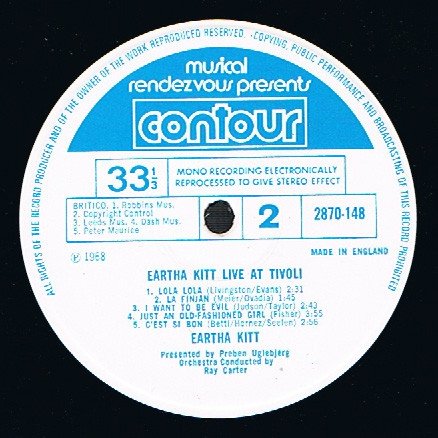 ALL RIGHTS OF THE RECORD PRODUCER AND OF THE OWNER OF THE WORK REPRODUCED RESERVED. COPYING, PUBLIC PERFORMANCE AND BROADCASTING OF THIS RECORD PROHIBITED
musical
rendezvous presents
contour
33 1/3
MONO RECORDING ELECTRONICALLY
REPROCESSED TO GIVE STEREO EFFECT
BRITICO. 1. Robbins Mus.
2. Copyright Control
3. Leeds Mus. 4. Dash Mus.
5. Peter Maurice
2
2870-148
℗ 1968
MADE IN ENGLAND
EARTHA KITT LIVE AT TIVOLI
1. LOLA LOLA (Livingston/Evans) 2:31
2. LA FINJAN (Meier/Ovadia) 1:45
3. I WANT TO BE EVIL (Judson/Taylor) 2:43
4. JUST AN OLD-FASHIONED GIRL (Fisher) 3:55
5. C'EST SI BON (Betti/Hornez/Seelen) 2:56
EARTHA KITT
Presented by Preben Uglebjerg
Orchestra Conducted by
Ray Carter